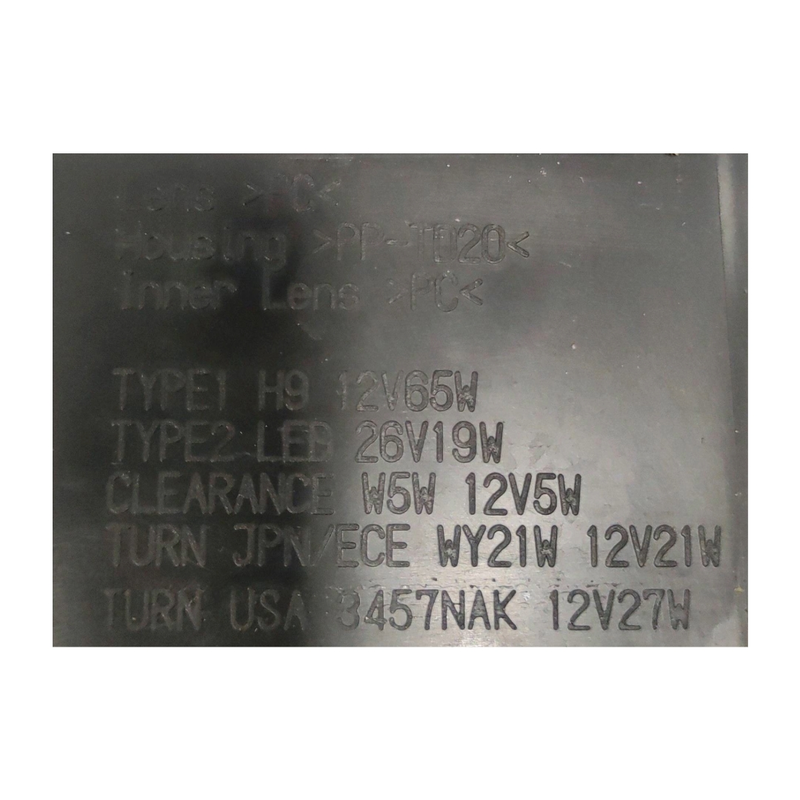 Lens >PC<
Housing >PP-TD20<
Inner Lens >PC<
TYPE1 H9 12V65W
TYPE2 LED 26V19W
CLEARANCE W5W 12V5W
TURN JPN/ECE WY21W 12V21W
TURN USA 3457NAK 12V27W